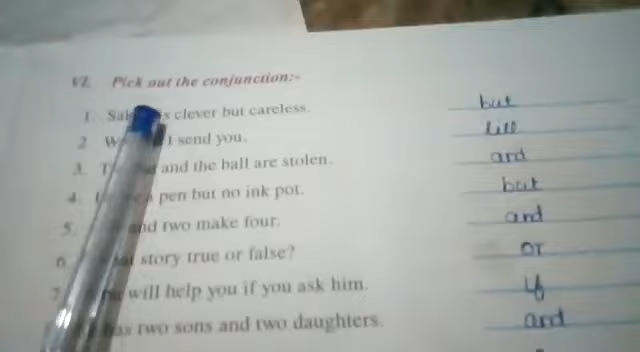 VI. Pick out the conjunction:-
1. clever but careless. but
2 I send you. till
3. and the ball are stolen. and
4. pen but no ink pot. but
5. and two make four. and
6. story true or false? or
7 will help you if you ask him. if
has two sons and two daughters. and